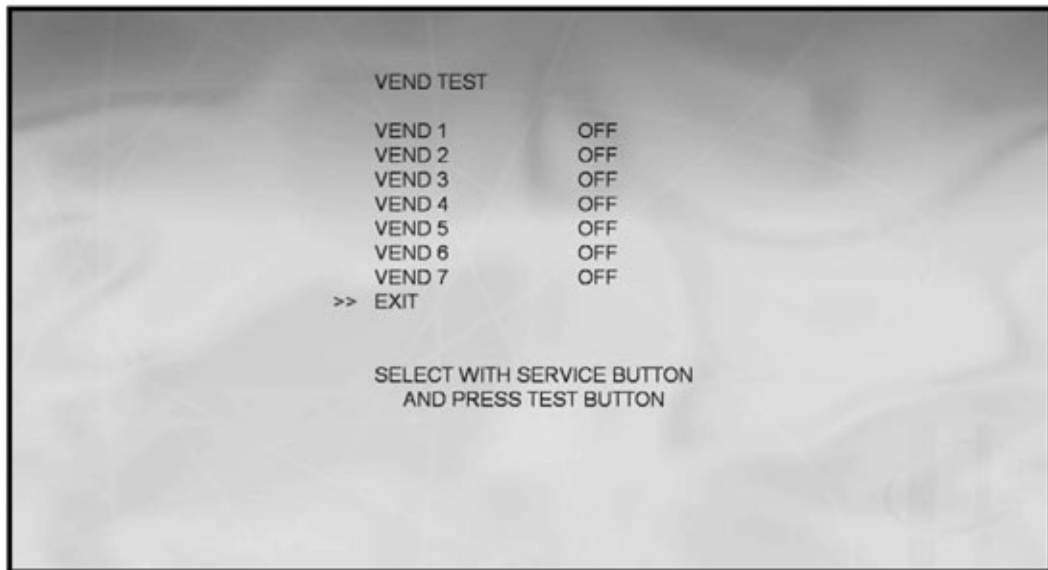 VEND TEST
VEND 1 OFF
VEND 2 OFF
VEND 3 OFF
VEND 4 OFF
VEND 5 OFF
VEND 6 OFF
VEND 7 OFF
>> EXIT
SELECT WITH SERVICE BUTTON
AND PRESS TEST BUTTON